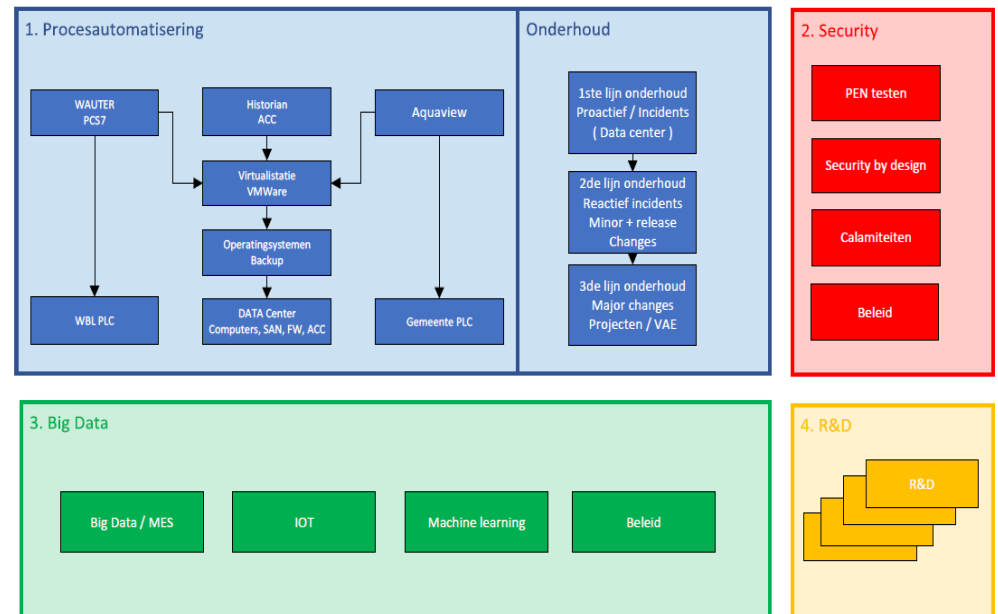 1. Procesautomatisering
WAUTER
PCS7
Historian
ACC
Aquaview
Virtualistatie
VMWare
Operatingsystemen
Backup
WBL PLC
DATA Center
Computers, SAN, FW, ACC
Gemeente PLC
Onderhoud
1ste lijn onderhoud
Proactief / Incidents
( Data center )
2de lijn onderhoud
Reactief incidents
Minor + release
Changes
3de lijn onderhoud
Major changes
Projecten / VAE
2. Security
PEN testen
Security by design
Calamiteiten
Beleid
3. Big Data
Big Data / MES
IOT
Machine learning
Beleid
4. R&D
R&D